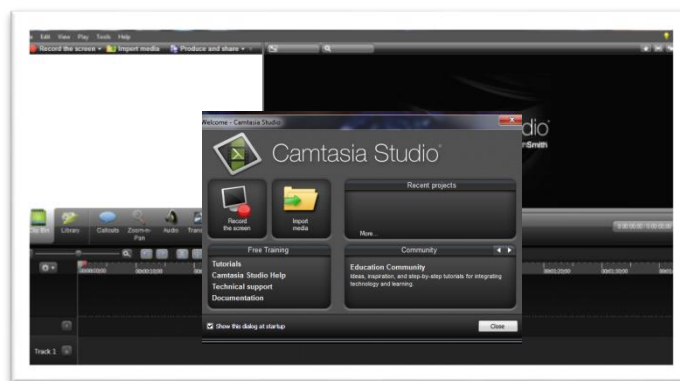 Edit View Play Tools Help
Record the screen Import media Produce and share
dio
Smith
Welcome - Camtasia Studio
Camtasia Studio
Record
the screen
Import
media
Recent projects
More...
Free Training
Tutorials
Camtasia Studio Help
Technical support
Documentation
Community
Education Community
Ideas, inspiration, and step-by-step tutorials for integrating
technology and learning.
Show this dialog at startup
Close
Library Callouts Zoom-n-
Pan
Audio
Track 1